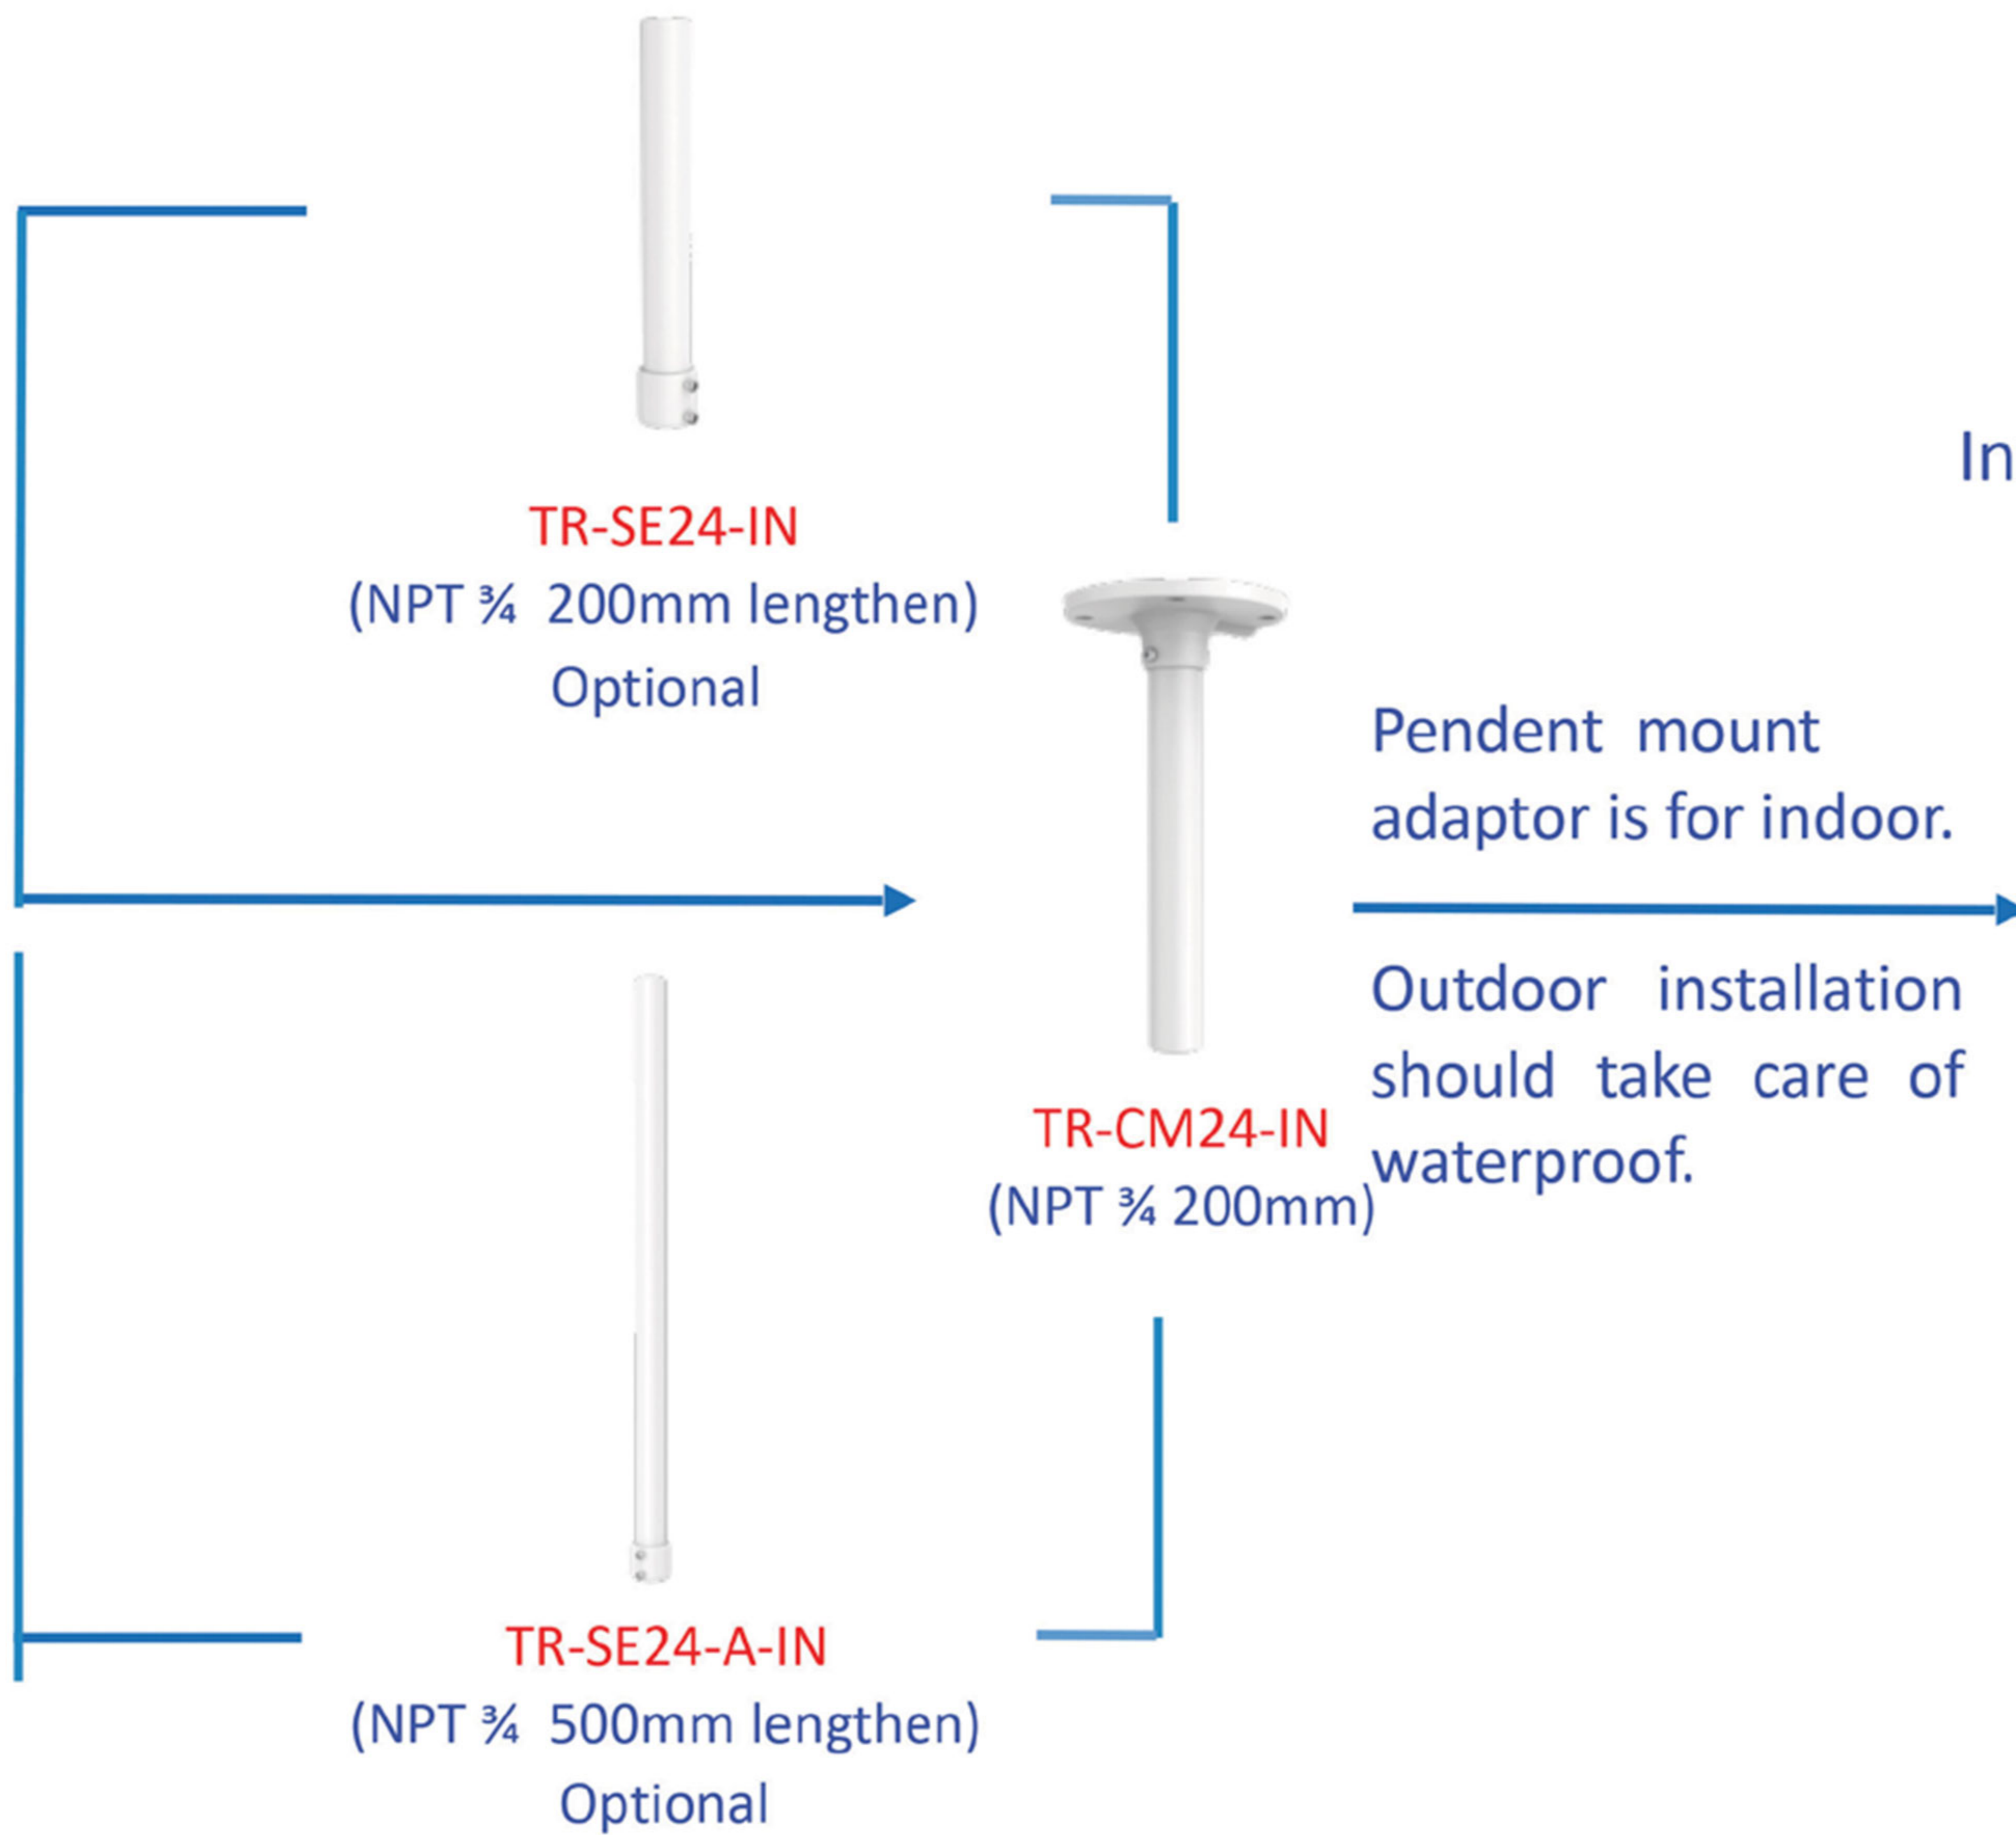 TR-SE24-IN
(NPT ¾ 200mm lengthen)
Optional
In
Pendent mount
adaptor is for indoor.
Outdoor installation
should take care of
waterproof.
TR-CM24-IN
(NPT ¾ 200mm)
TR-SE24-A-IN
(NPT ¾ 500mm lengthen)
Optional